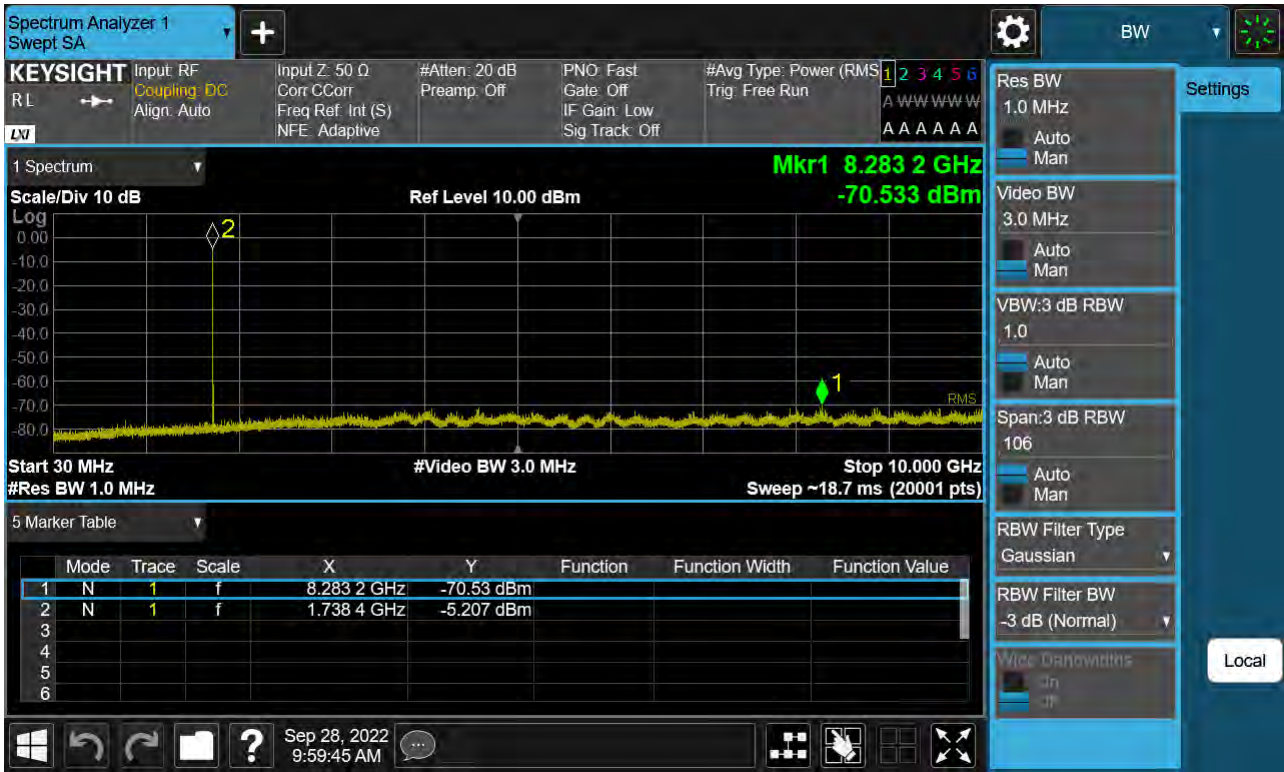 Spectrum Analyzer 1
Swept SA
+
BW
KEYSIGHT
RL
LXI
Input: RF
Coupling: DC
Align: Auto
Input Z: 50 Ω
Corr CCorr
Freq Ref: Int (S)
NFE: Adaptive
#Atten: 20 dB
Preamp: Off
PNO: Fast
Gate: Off
IF Gain: Low
Sig Track: Off
#Avg Type: Power (RMS
Trig: Free Run
1 2 3 4 5 6
A W W W W W
A A A A A A
1 Spectrum
Scale/Div 10 dB
Ref Level 10.00 dBm
Mkr1 8.283 2 GHz
-70.533 dBm
Log
0.00
-10.0
-20.0
-30.0
-40.0
-50.0
-60.0
-70.0
-80.0
2
1
RMS
Start 30 MHz
#Video BW 3.0 MHz
Stop 10.000 GHz
#Res BW 1.0 MHz
Sweep ~18.7 ms (20001 pts)
5 Marker Table
Mode Trace Scale X Y Function Function Width Function Value
1 N 1 f 8.283 2 GHz -70.53 dBm
2 N 1 f 1.738 4 GHz -5.207 dBm
3
4
5
6
Settings
Res BW
1.0 MHz
Auto
Man
Video BW
3.0 MHz
Auto
Man
VBW:3 dB RBW
1.0
Auto
Man
Span:3 dB RBW
106
Auto
Man
RBW Filter Type
Gaussian
RBW Filter BW
-3 dB (Normal)
Local
?
Sep 28, 2022
9:59:45 AM